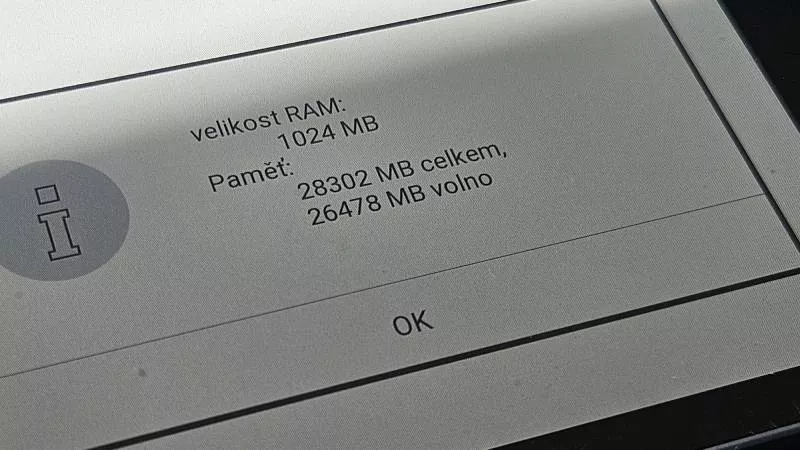 velikost RAM:
1024 MB
Paměť:
28302 MB celkem,
26478 MB volno
OK